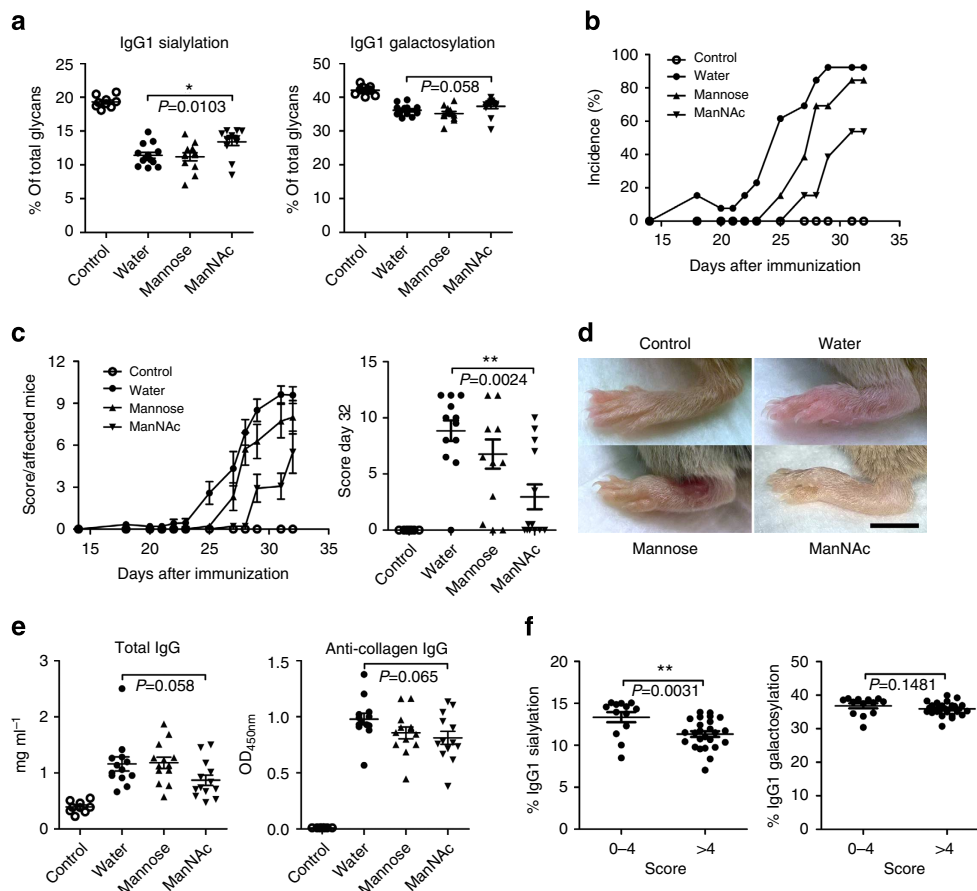 a
IgG1 sialylation
% Of total glycans
25
20
15
10
5
0
*
P=0.0103
Control
Water
Mannose
ManNAc
IgG1 galactosylation
% Of total glycans
50
40
30
20
10
0
P=0.058
Control
Water
Mannose
ManNAc
b
Incidence (%)
100
80
60
40
20
0
Control
Water
Mannose
ManNAc
15
20
25
30
35
Days after immunization
c
Score/affected mice
12
9
6
3
0
Control
Water
Mannose
ManNAc
15
20
25
30
35
Days after immunization
Score day 32
15
10
5
0
**
P=0.0024
Control
Water
Mannose
ManNAc
d
Control
Water
Mannose
ManNAc
e
Total IgG
mg ml⁻¹
3
2
1
0
P=0.058
Control
Water
Mannose
ManNAc
Anti-collagen IgG
OD450nm
1.5
1.0
0.5
0.0
P=0.065
Control
Water
Mannose
ManNAc
f
% IgG1 sialylation
20
15
10
5
0
**
P=0.0031
0–4
>4
Score
% IgG1 galactosylation
50
40
30
20
10
0
P=0.1481
0–4
>4
Score